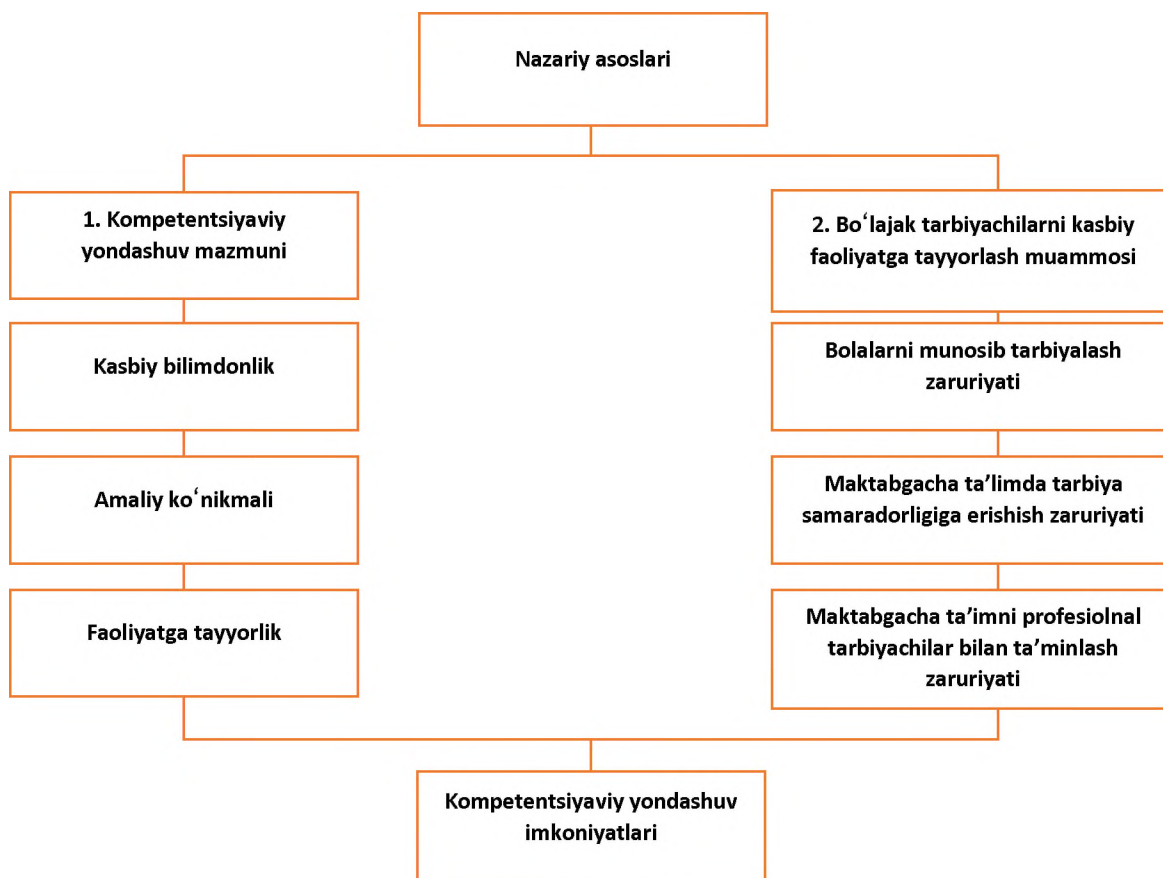 Nazariy asoslari
1. Kompetentsiyaviy
yondashuv mazmuni
Kasbiy bilimdonlik
Amaliy koʻnikmali
Faoliyatga tayyorlik
2. Boʻlajak tarbiyachilarni kasbiy
faoliyatga tayyorlash muammosi
Bolalarni munosib tarbiyalash
zaruriyati
Maktabgacha ta’limda tarbiya
samaradorligiga erishish zaruriyati
Maktabgacha ta’imni profesiolnal
tarbiyachilar bilan ta’minlash
zaruriyati
Kompetentsiyaviy yondashuv
imkoniyatlari